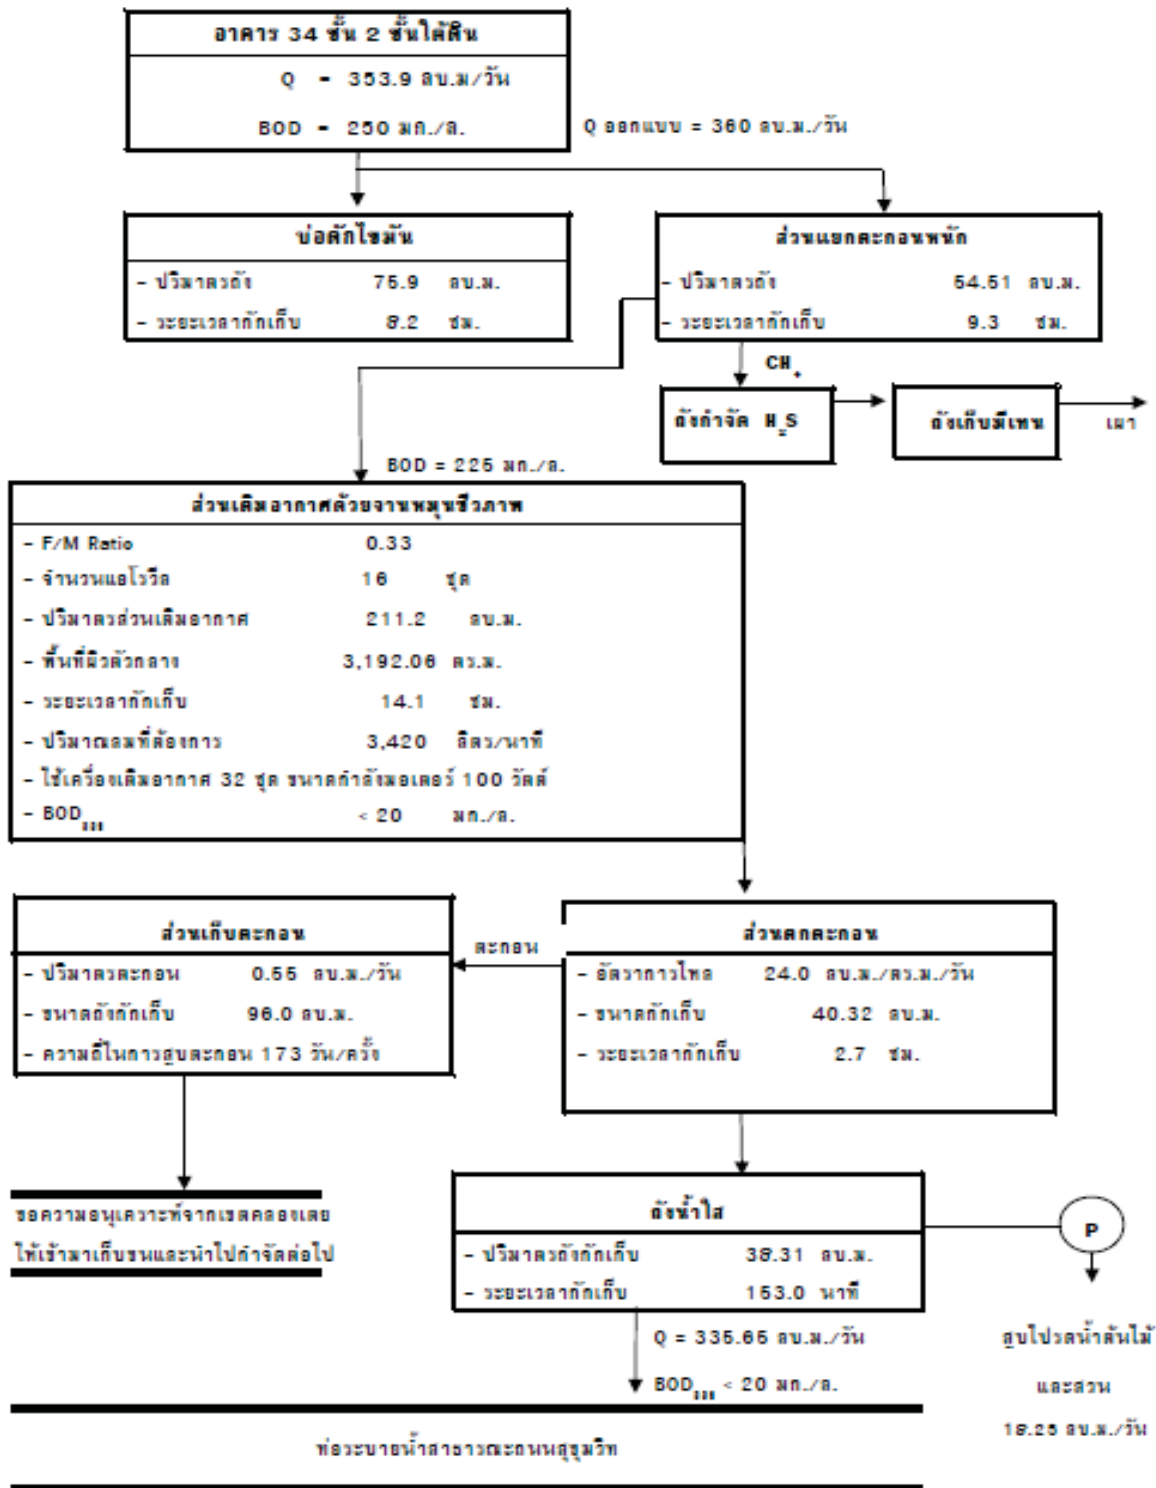 อาคาร 34 ชั้น 2 ชั้นใต้ดิน
Q = 353.9 ลบ.ม/วัน
BOD = 250 มก./ล.
Q ออกแบบ = 360 ลบ.ม./วัน
บ่อดักไขมัน
- ปริมาตรถัง 75.9 ลบ.ม.
- ระยะเวลากักเก็บ 8.2 ชม.
ส่วนแยกตะกอนหนัก
- ปริมาตรถัง 54.51 ลบ.ม.
- ระยะเวลากักเก็บ 9.3 ชม.
CH₄
ถังกำจัด H₂S
ถังเก็บมีเทน
เผา
BOD = 225 มก./ล.
ส่วนเติมอากาศด้วยจานหมุนชีวภาพ
- F/M Ratio 0.33
- จำนวนแอโรวีล 16 ชุด
- ปริมาตรส่วนเติมอากาศ 211.2 ลบ.ม.
- พื้นที่ผิวตัวกลาง 3,192.06 ตร.ม.
- ระยะเวลากักเก็บ 14.1 ชม.
- ปริมาณลมที่ต้องการ 3,420 ลิตร/นาที
- ใช้เครื่องเติมอากาศ 32 ชุด ขนาดกำลังมอเตอร์ 100 วัตต์
- BODออก < 20 มก./ล.
ส่วนเก็บตะกอน
- ปริมาตรตะกอน 0.55 ลบ.ม./วัน
- ขนาดถังกักเก็บ 96.0 ลบ.ม.
- ความถี่ในการสูบตะกอน 173 วัน/ครั้ง
ตะกอน
ส่วนตกตะกอน
- อัตราการไหล 24.0 ลบ.ม./ตร.ม./วัน
- ขนาดกักเก็บ 40.32 ลบ.ม.
- ระยะเวลากักเก็บ 2.7 ชม.
ขอความอนุเคราะห์จากเขตคลองเตย
ให้เข้ามาเก็บขนและนำไปกำจัดต่อไป
ถังน้ำใส
- ปริมาตรถังกักเก็บ 38.31 ลบ.ม.
- ระยะเวลากักเก็บ 153.0 นาที
P
Q = 335.65 ลบ.ม./วัน
BODออก < 20 มก./ล.
สูบไปรดน้ำต้นไม้
และสวน
18.25 ลบ.ม./วัน
ท่อระบายน้ำสาธารณะถนนสุขุมวิท